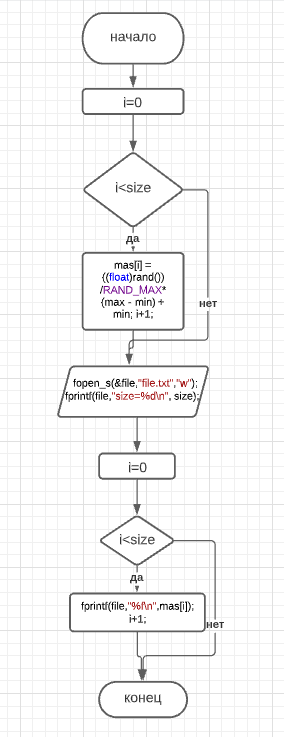 начало
i=0
i<size
да
mas[i] =
((float)rand())
/RAND_MAX*
(max - min) +
min; i+1;
нет
fopen_s(&file,"file.txt","w");
fprintf(file,"size=%d\n", size);
i=0
i<size
да
fprintf(file,"%f\n",mas[i]);
i+1;
нет
конец